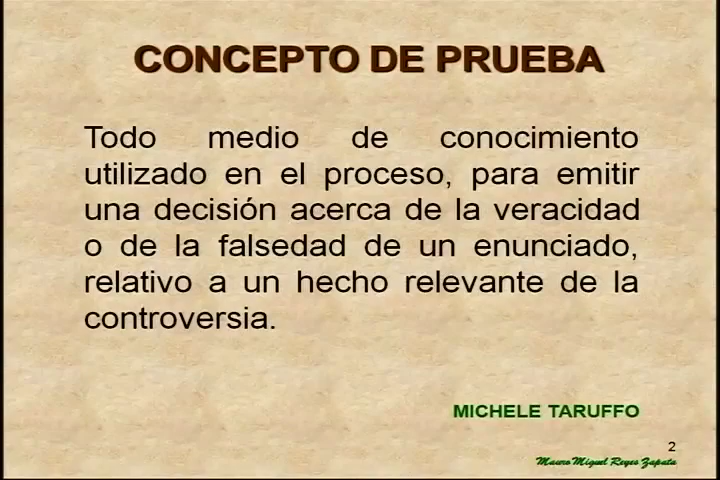 CONCEPTO DE PRUEBA
Todo medio de conocimiento
utilizado en el proceso, para emitir
una decisión acerca de la veracidad
o de la falsedad de un enunciado,
relativo a un hecho relevante de la
controversia.
MICHELE TARUFFO
2
Mauro Miguel Reyes Zapata